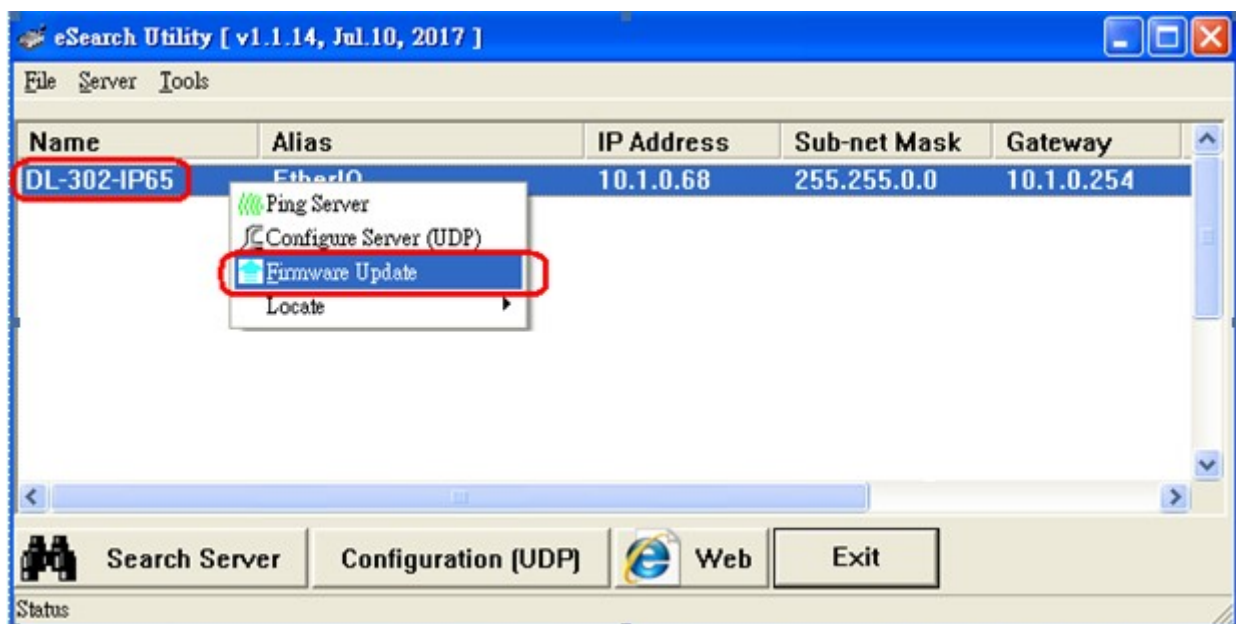 eSearch Utility [ v1.1.14, Jul.10, 2017 ]
File Server Tools
Name Alias IP Address Sub-net Mask Gateway
DL-302-IP65 EtherIO 10.1.0.68 255.255.0.0 10.1.0.254
Ping Server
Configure Server (UDP)
Firmware Update
Locate
Search Server Configuration (UDP) Web Exit
Status